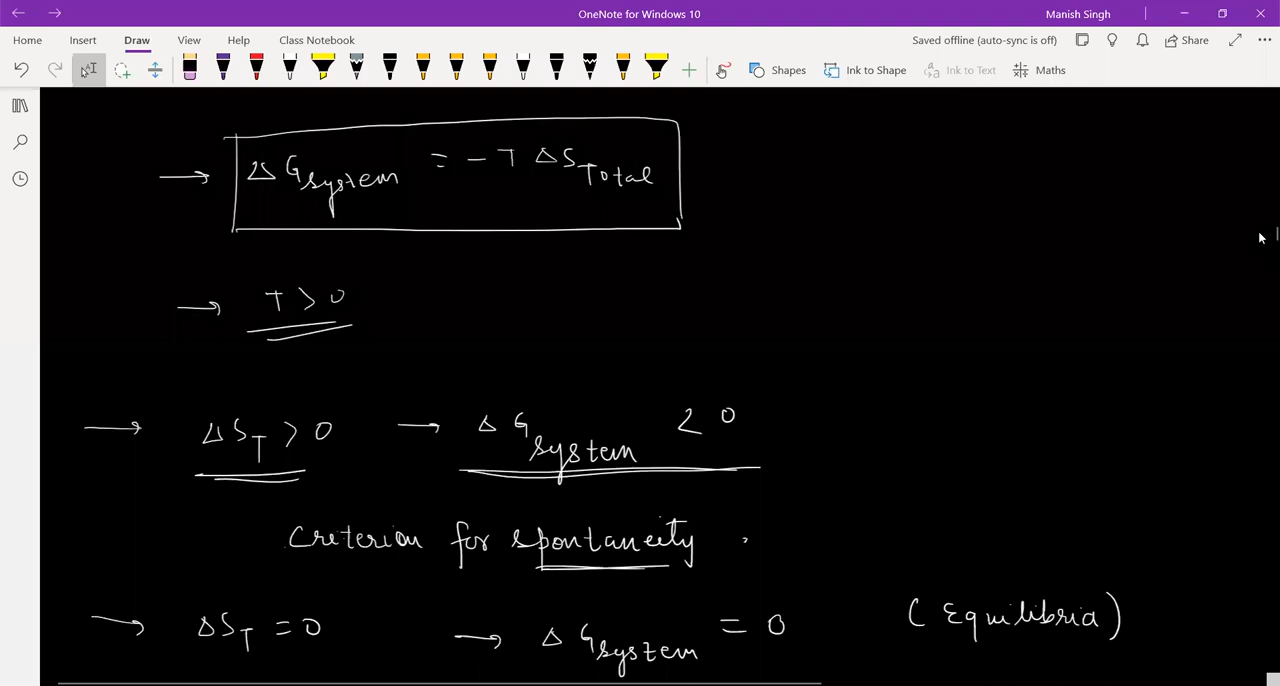 OneNote for Windows 10
Manish Singh
Home Insert Draw View Help Class Notebook
Saved offline (auto-sync is off) Share
Shapes Ink to Shape Ink to Text Maths
→ ΔG_system = -T ΔS_Total
→ T > 0
→ ΔS_T > 0 → ΔG_system < 0
Criterion for spontaneity .
→ ΔS_T = 0 → ΔG_system = 0 (Equilibria)